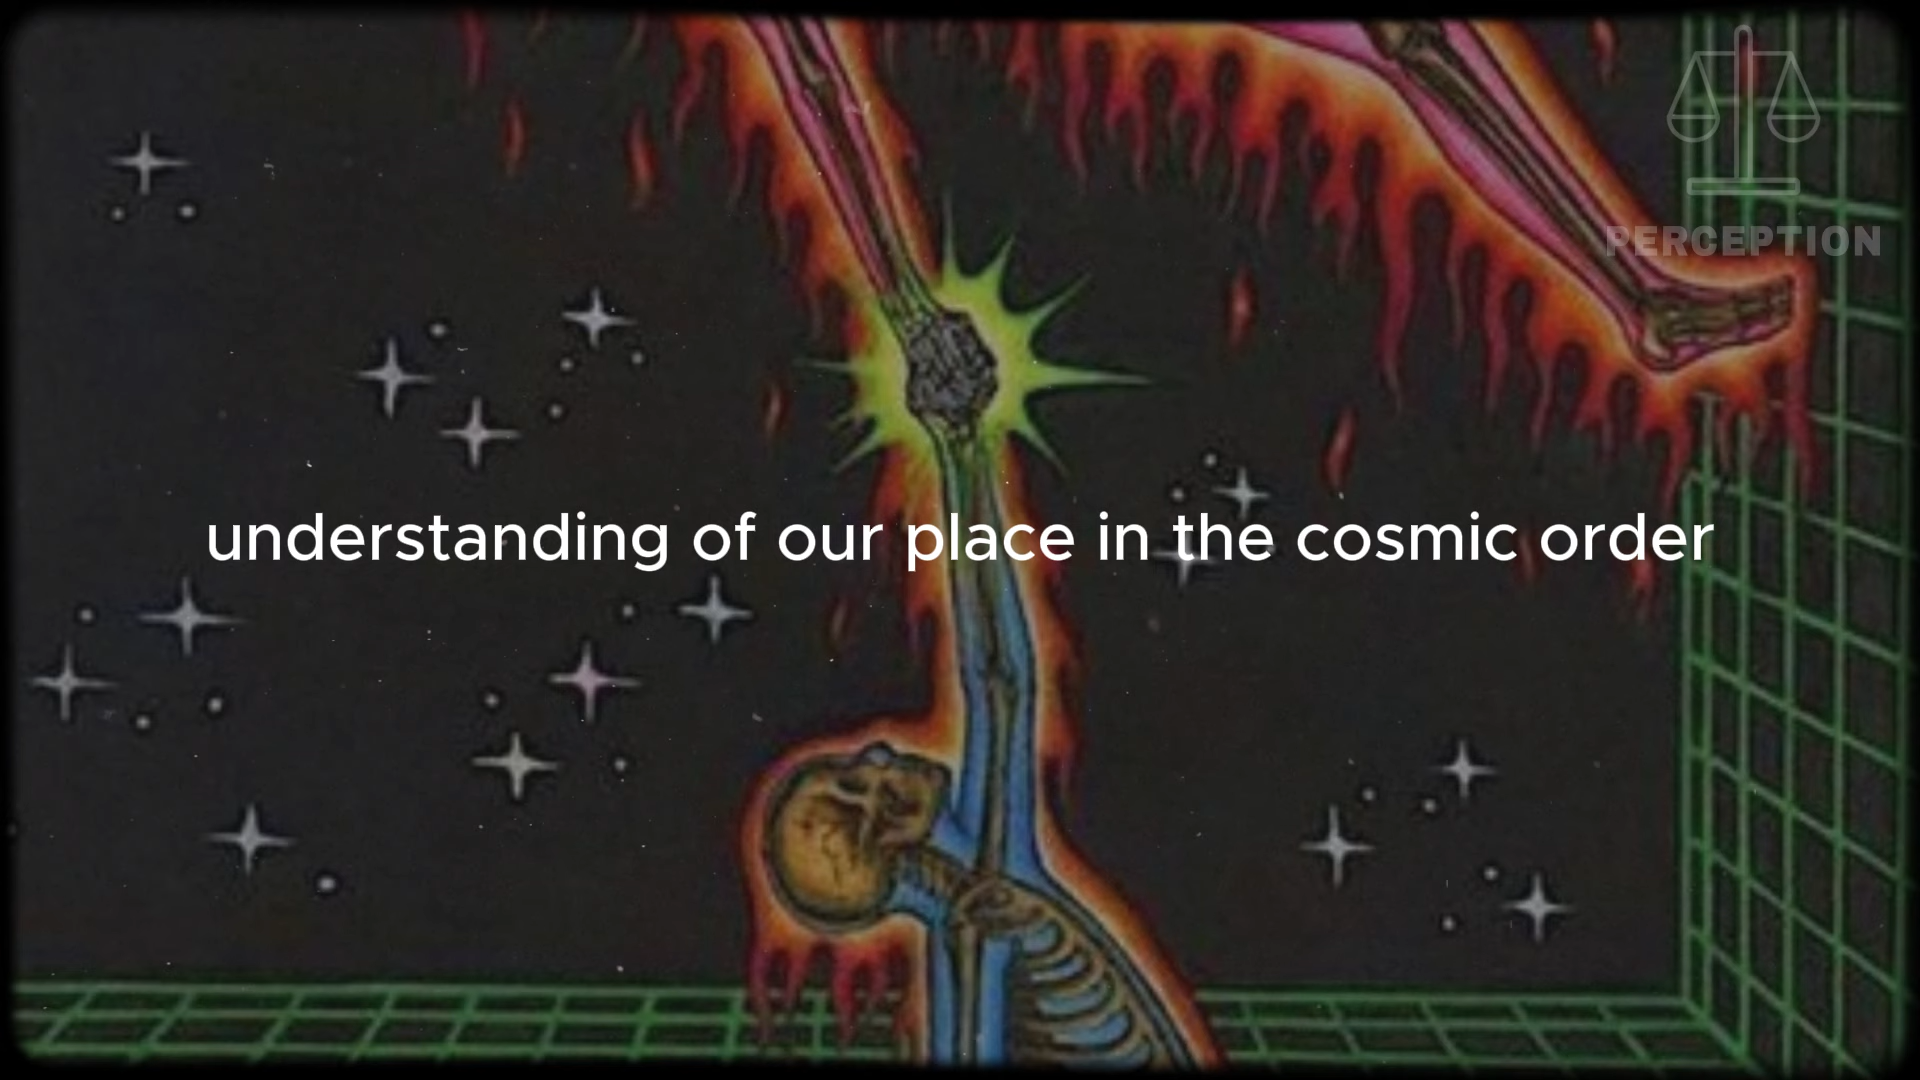 PERCEPTION
understanding of our place in the cosmic order